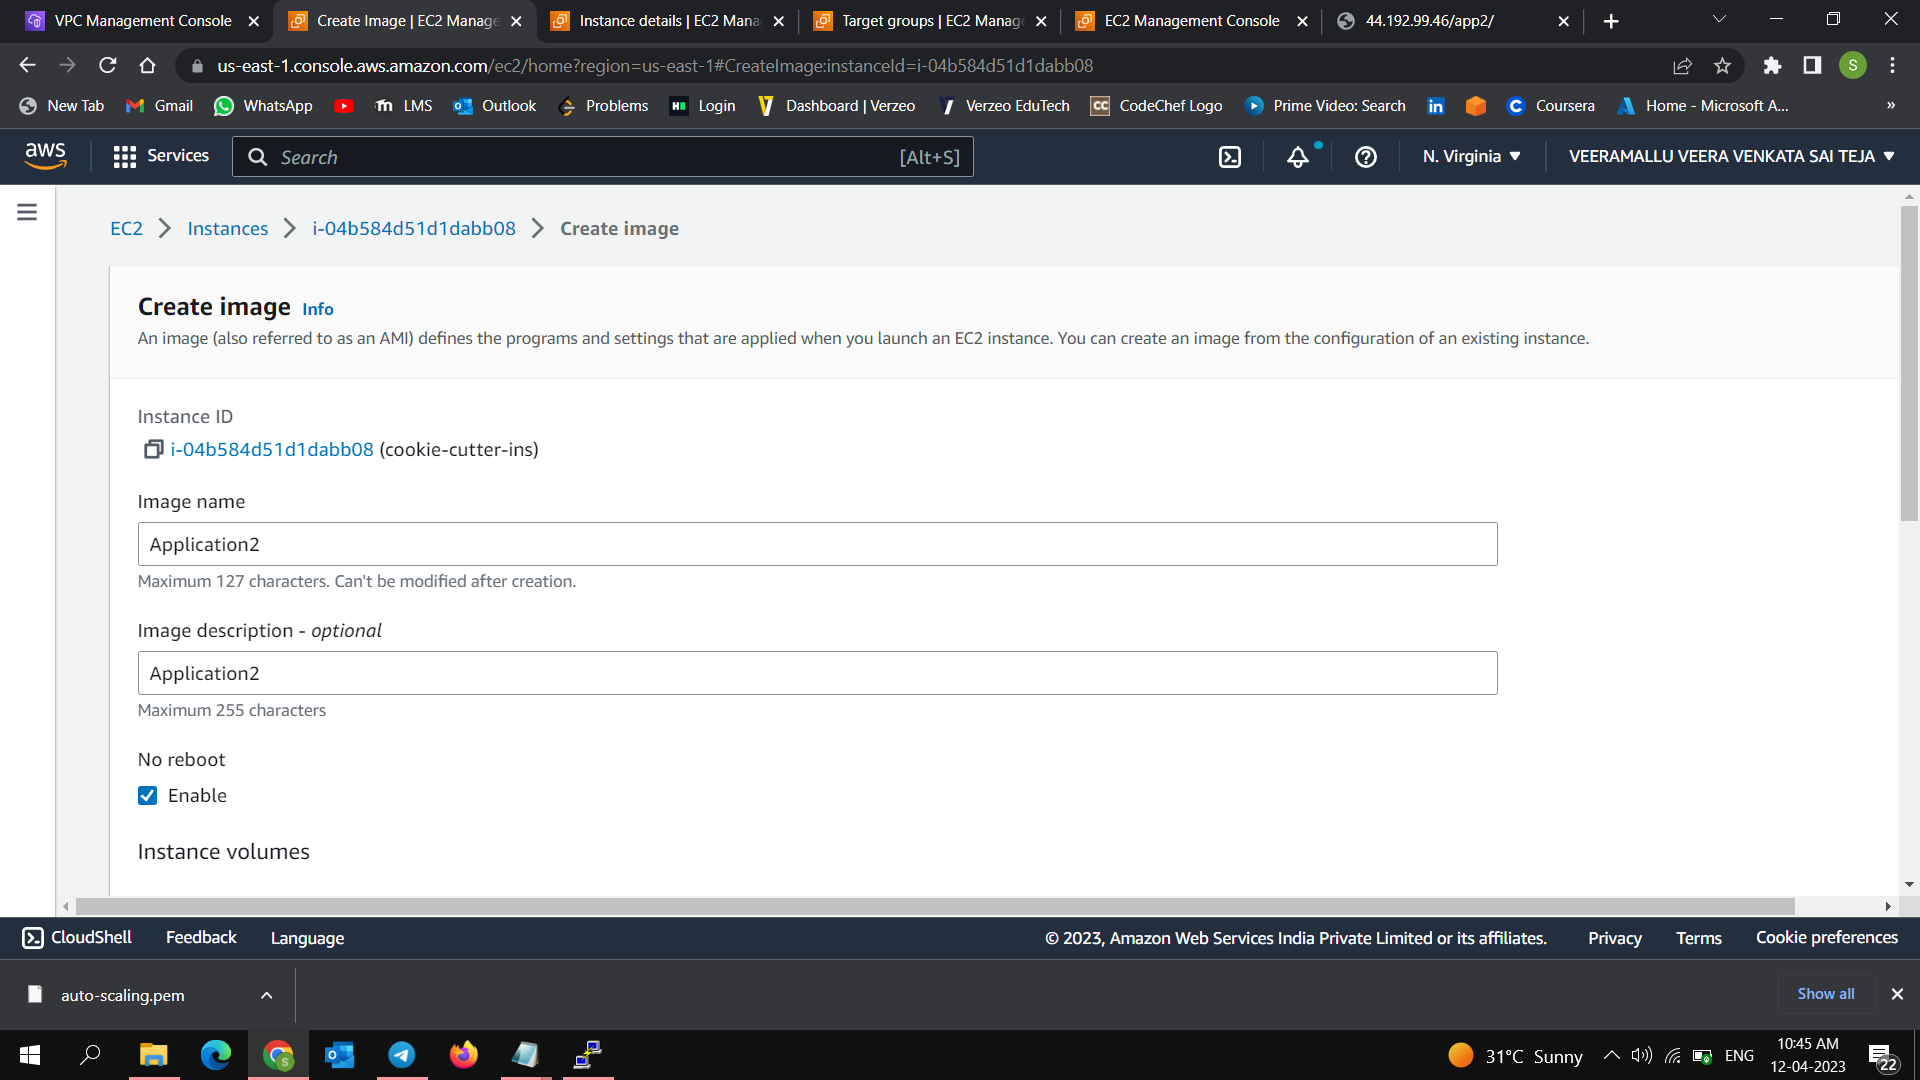 VPC Management Console
Create Image | EC2 Manage
Instance details | EC2 Mana
Target groups | EC2 Manage
EC2 Management Console
44.192.99.46/app2/
us-east-1.console.aws.amazon.com/ec2/home?region=us-east-1#CreateImage:instanceId=i-04b584d51d1dabb08
S
New Tab
Gmail
WhatsApp
LMS
Outlook
Problems
Login
Dashboard | Verzeo
Verzeo EduTech
CodeChef Logo
Prime Video: Search
Coursera
Home - Microsoft A...
»
aws
Services
Search
[Alt+S]
N. Virginia
VEERAMALLU VEERA VENKATA SAI TEJA
EC2
Instances
i-04b584d51d1dabb08
Create image
Create image Info
An image (also referred to as an AMI) defines the programs and settings that are applied when you launch an EC2 instance. You can create an image from the configuration of an existing instance.
Instance ID
i-04b584d51d1dabb08 (cookie-cutter-ins)
Image name
Application2
Maximum 127 characters. Can't be modified after creation.
Image description - optional
Application2
Maximum 255 characters
No reboot
Enable
Instance volumes
CloudShell
Feedback
Language
© 2023, Amazon Web Services India Private Limited or its affiliates.
Privacy
Terms
Cookie preferences
auto-scaling.pem
Show all
31°C Sunny
ENG
10:45 AM
12-04-2023
22